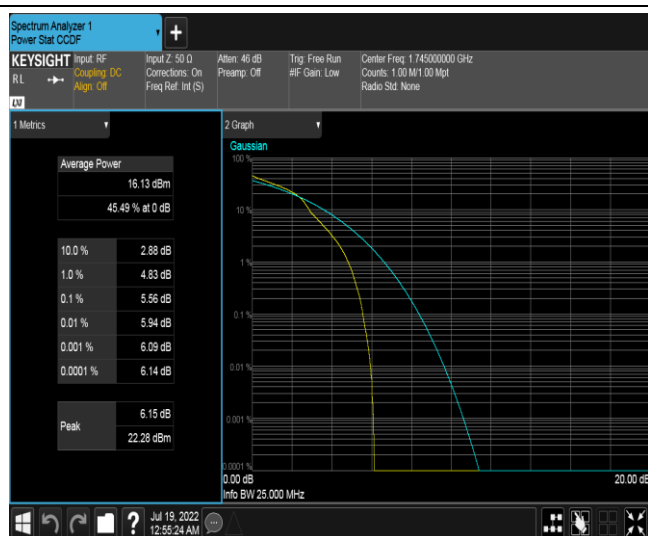 Spectrum Analyzer 1
Power Stat CCDF
+
KEYSIGHT
RL
LXI
Input: RF
Coupling: DC
Align: Off
Input Z: 50 Ω
Corrections: On
Freq Ref: Int (S)
Atten: 46 dB
Preamp: Off
Trig: Free Run
#IF Gain: Low
Center Freq: 1.745000000 GHz
Counts: 1.00 M/1.00 Mpt
Radio Std: None
1 Metrics
Average Power
16.13 dBm
45.49 % at 0 dB
10.0 % 2.88 dB
1.0 % 4.83 dB
0.1 % 5.56 dB
0.01 % 5.94 dB
0.001 % 6.09 dB
0.0001 % 6.14 dB
Peak
6.15 dB
22.28 dBm
2 Graph
Gaussian
100 %
10 %
1 %
0.1 %
0.01 %
0.001 %
0.0001 %
0.00 dB
20.00 dB
Info BW 25.000 MHz
?
Jul 19, 2022
12:55:24 AM